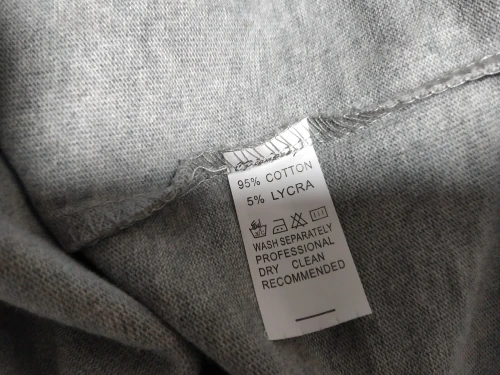 95% COTTON
5% LYCRA
WASH SEPARATELY
PROFESSIONAL
DRY CLEAN
RECOMMENDED